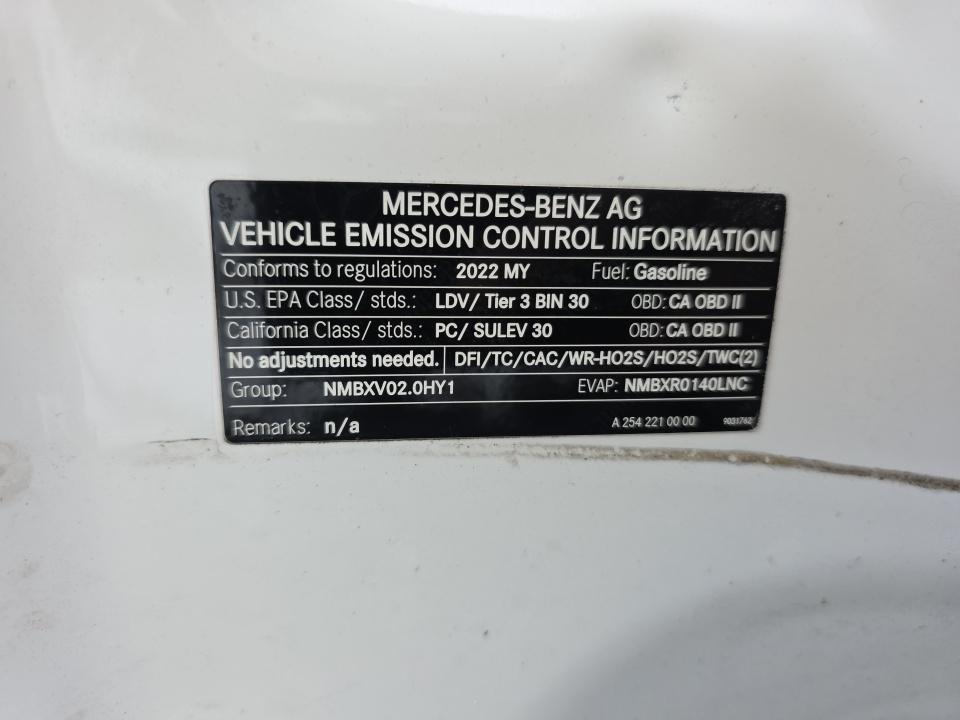 MERCEDES-BENZ AG
VEHICLE EMISSION CONTROL INFORMATION
Conforms to regulations: 2022 MY Fuel: Gasoline
U.S. EPA Class/ stds.: LDV/ Tier 3 BIN 30 OBD: CA OBD II
California Class/ stds.: PC/ SULEV 30 OBD: CA OBD II
No adjustments needed. DFI/TC/CAC/WR-HO2S/HO2S/TWC(2)
Group: NMBXV02.0HY1 EVAP: NMBXR0140LNC
Remarks: n/a A 254 221 00 00 9031762